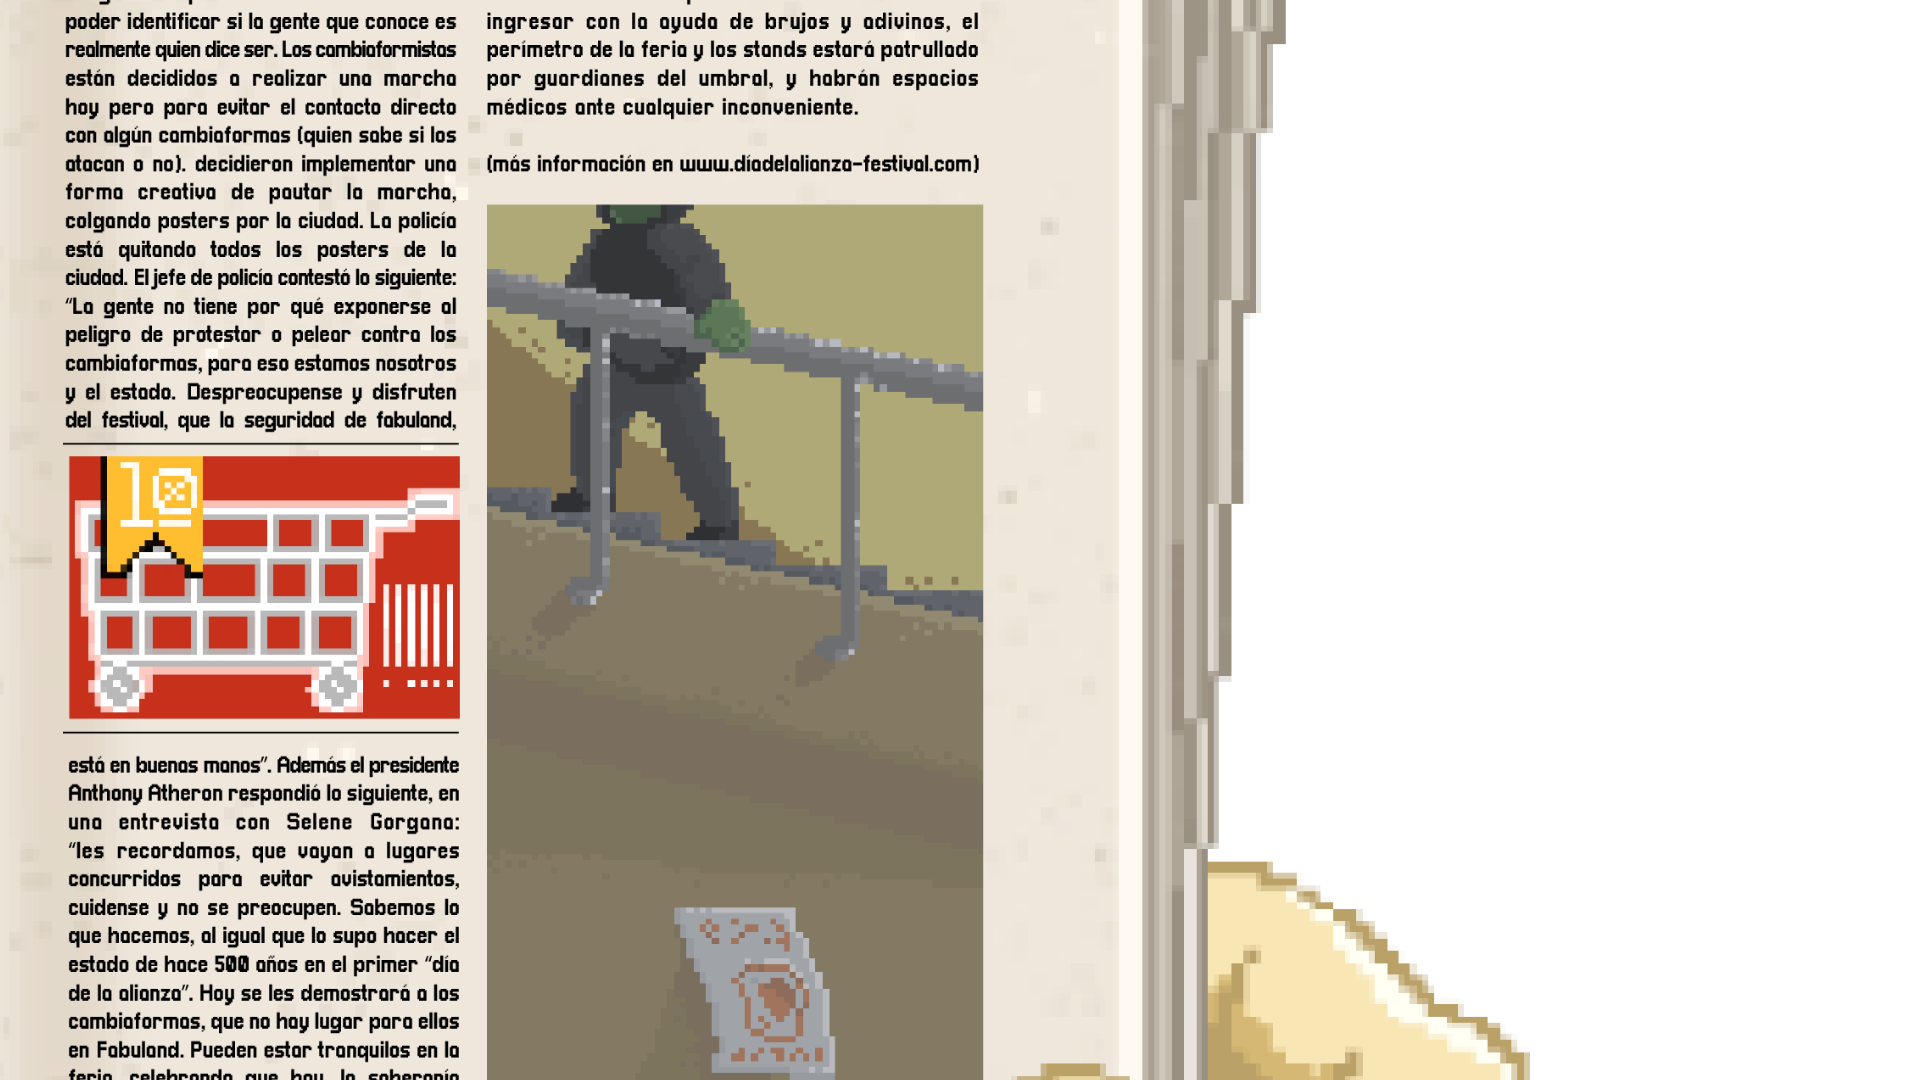 poder identificar si la gente que conoce es
realmente quien dice ser. Los cambiaformistas
están decididos a realizar una marcha
hoy pero para evitar el contacto directo
con algún cambiaformas (quien sabe si los
atacan o no). decidieron implementar una
forma creativa de pautar la marcha,
colgando posters por la ciudad. La policía
está quitando todos los posters de la
ciudad. El jefe de policía contestó lo siguiente:
“La gente no tiene por qué exponerse al
peligro de protestar o pelear contra los
cambiaformas, para eso estamos nosotros
y el estado. Despreocupense y disfruten
del festival, que la seguridad de fabuland,
10
está en buenas manos”. Además el presidente
Anthony Atheron respondió lo siguiente, en
una entrevista con Selene Gorgana:
“les recordamos, que vayan a lugares
concurridos para evitar avistamientos,
cuidense y no se preocupen. Sabemos lo
que hacemos, al igual que lo supo hacer el
estado de hace 500 años en el primer “día
de la alianza”. Hoy se les demostrará a los
cambiaformas, que no hay lugar para ellos
en Fabuland. Pueden estar tranquilos en la
feria, celebrando que hoy, la soberanía
ingresar con la ayuda de brujos y adivinos, el
perímetro de la feria y los stands estará patrullado
por guardianes del umbral, y habrán espacios
médicos ante cualquier inconveniente.
(más información en www.díadelalianza-festival.com)